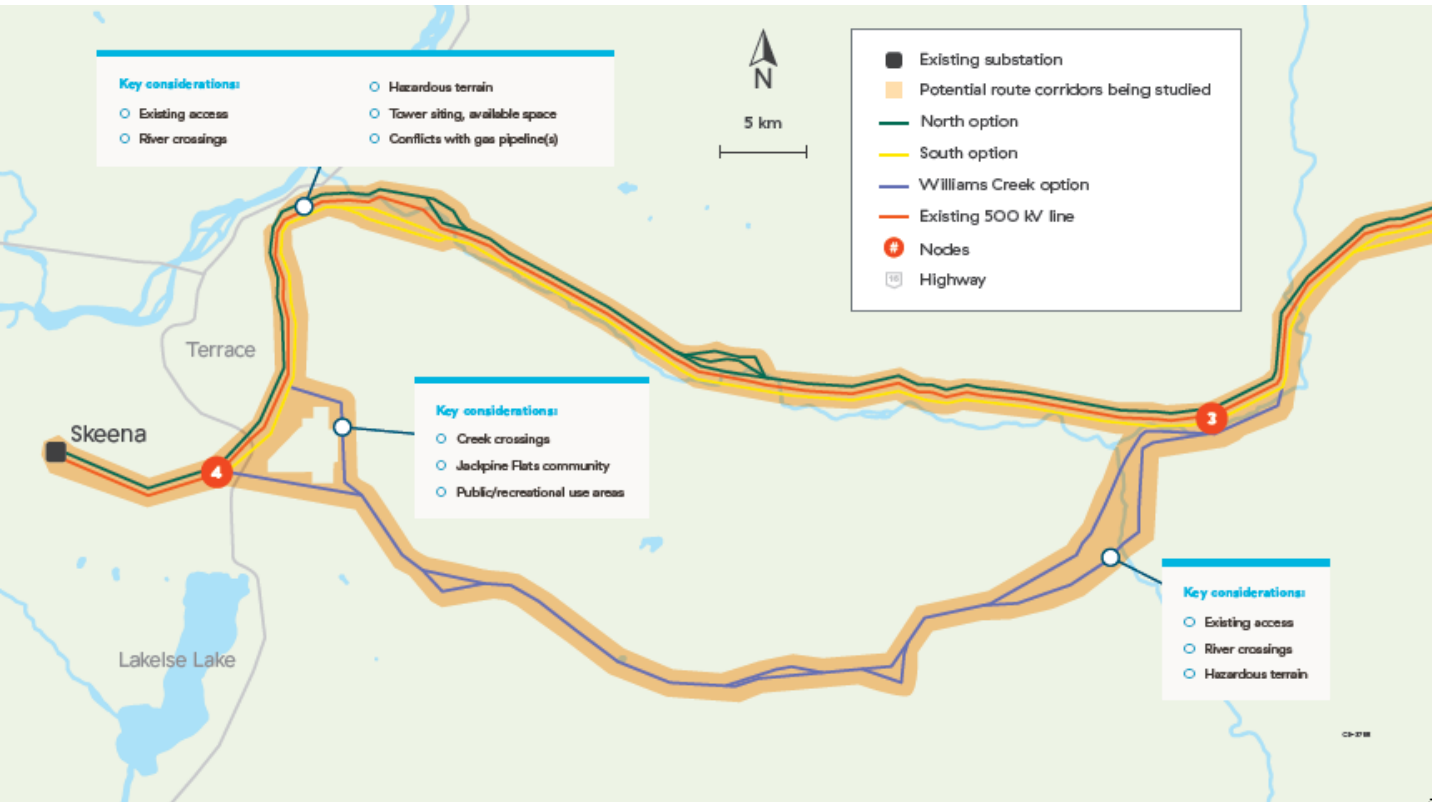 Key considerations:
Existing access
River crossings
Hazardous terrain
Tower siting, available space
Conflicts with gas pipeline(s)
N
5 km
Existing substation
Potential route corridors being studied
North option
South option
Williams Creek option
Existing 500 kV line
# Nodes
16 Highway
Terrace
Skeena
4
3
Key considerations:
Creek crossings
Jackpine Flats community
Public/recreational use areas
Lakelse Lake
Key considerations:
Existing access
River crossings
Hazardous terrain